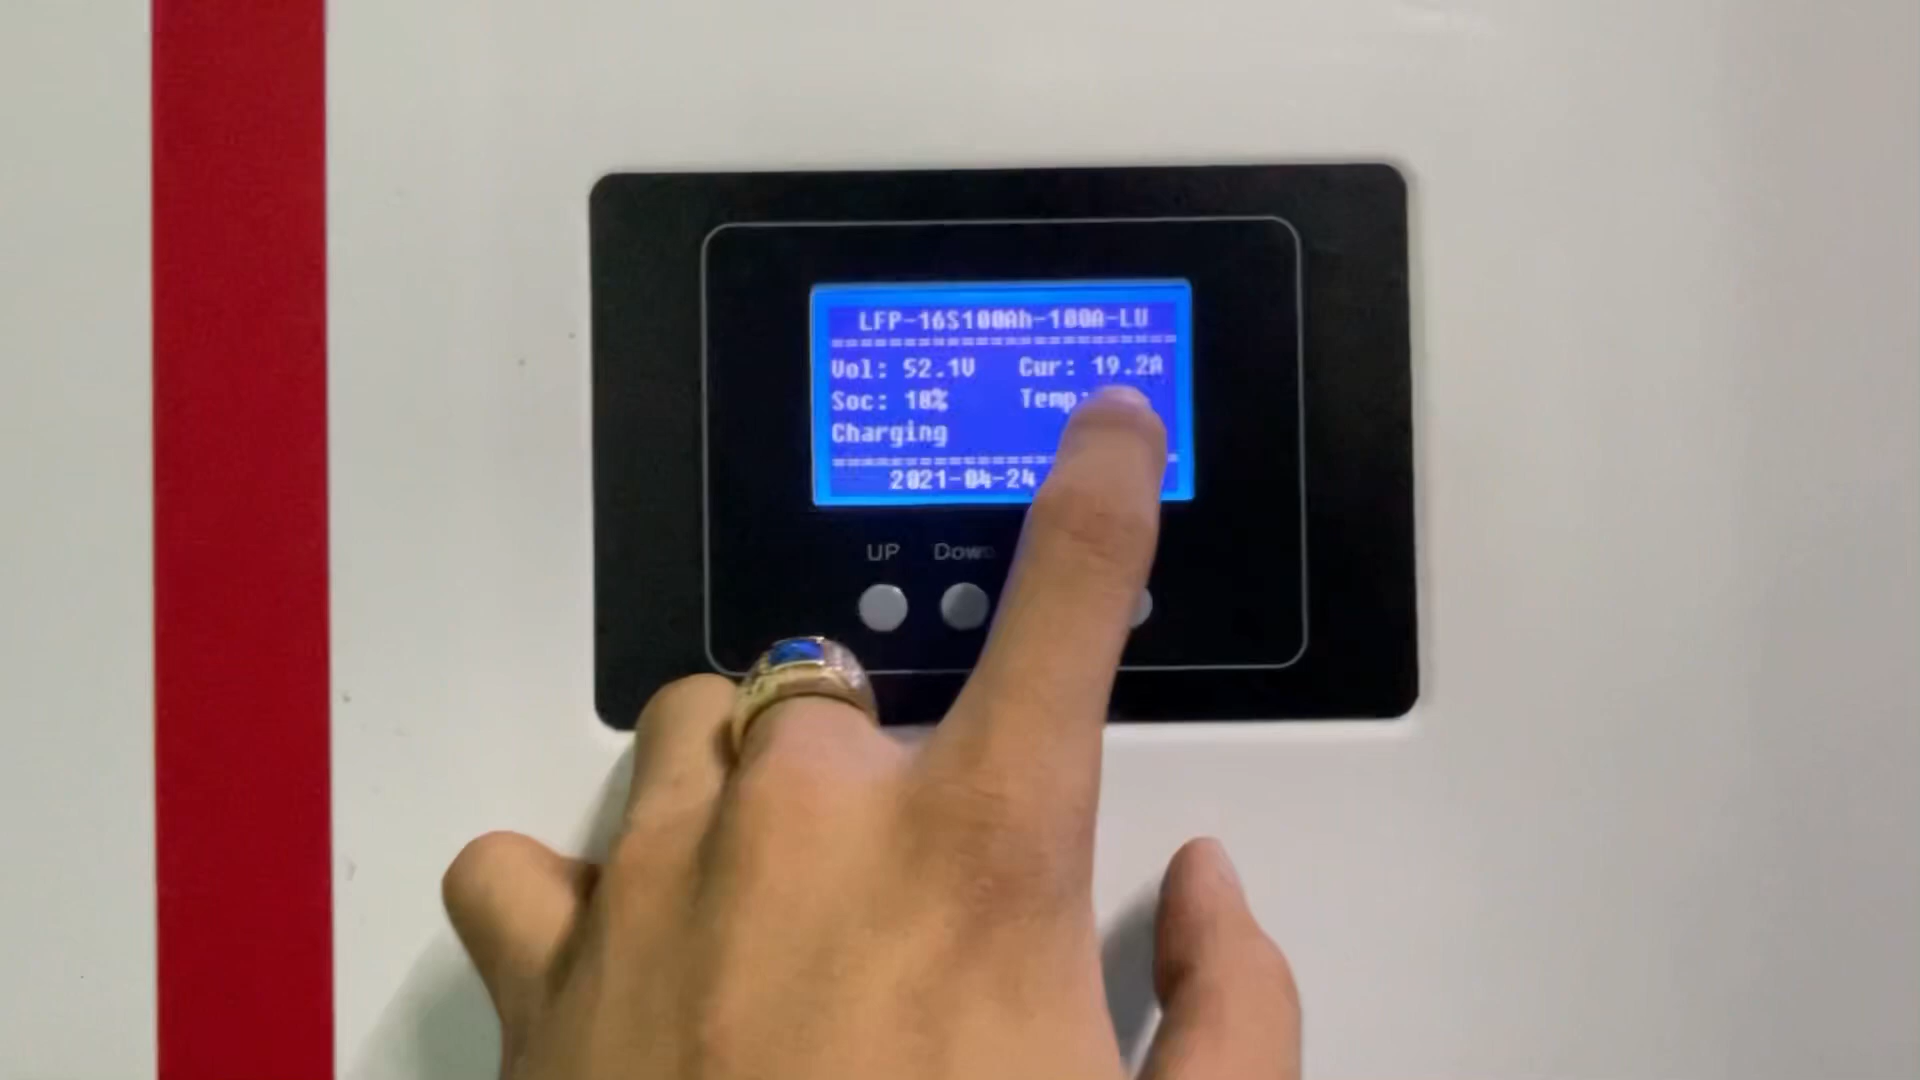 LFP-16S100Ah-100A-LU
Vol: 52.1V Cur: 19.2A
Soc: 18% Temp:
Charging
2021-04-24
UP Down